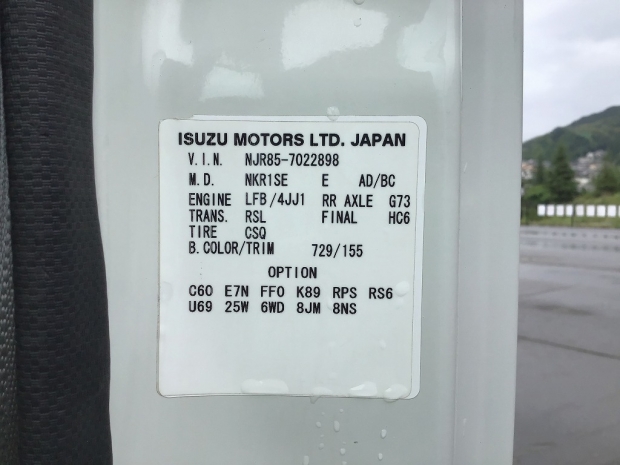 ISUZU MOTORS LTD. JAPAN
V.I.N. NJR85-7022898
M.D. NKR1SE E AD/BC
ENGINE LFB/4JJ1 RR AXLE G73
TRANS. RSL FINAL HC6
TIRE CSQ
B.COLOR/TRIM 729/155
OPTION
C60 E7N FF0 K89 RPS RS6
U69 25W 6WD 8JM 8NS